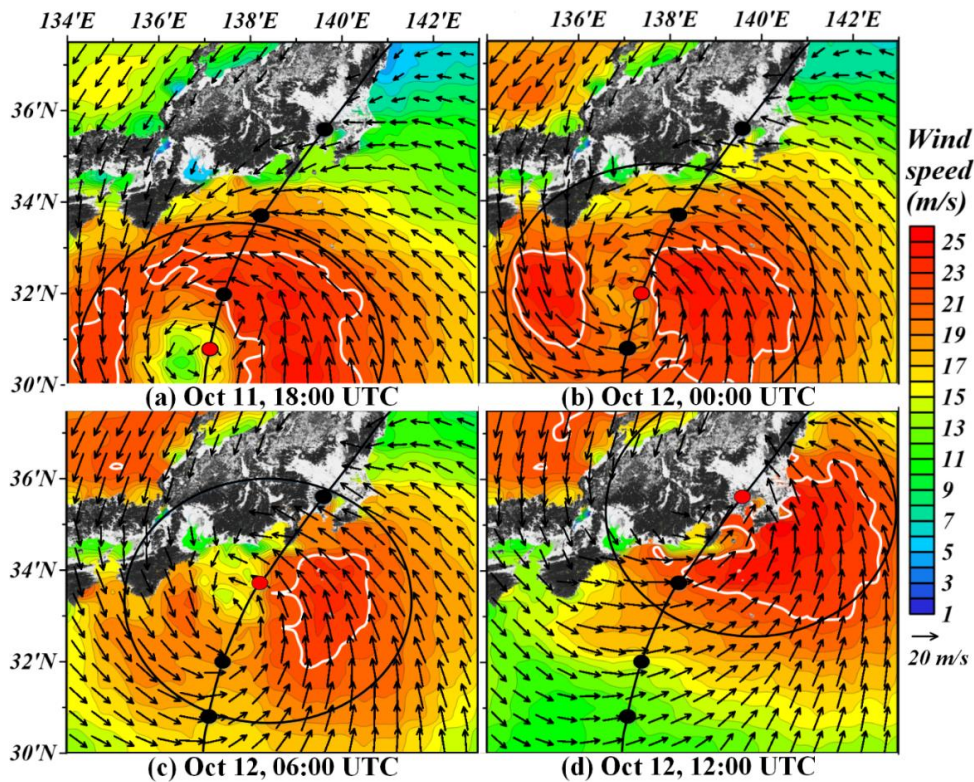 134°E 136°E 138°E 140°E 142°E
134°E 136°E 138°E 140°E 142°E
36°N
34°N
32°N
30°N
(a) Oct 11, 18:00 UTC
(b) Oct 12, 00:00 UTC
Wind
speed
(m/s)
25
23
21
19
17
15
13
11
9
7
5
3
1
20 m/s
36°N
34°N
32°N
30°N
(c) Oct 12, 06:00 UTC
(d) Oct 12, 12:00 UTC